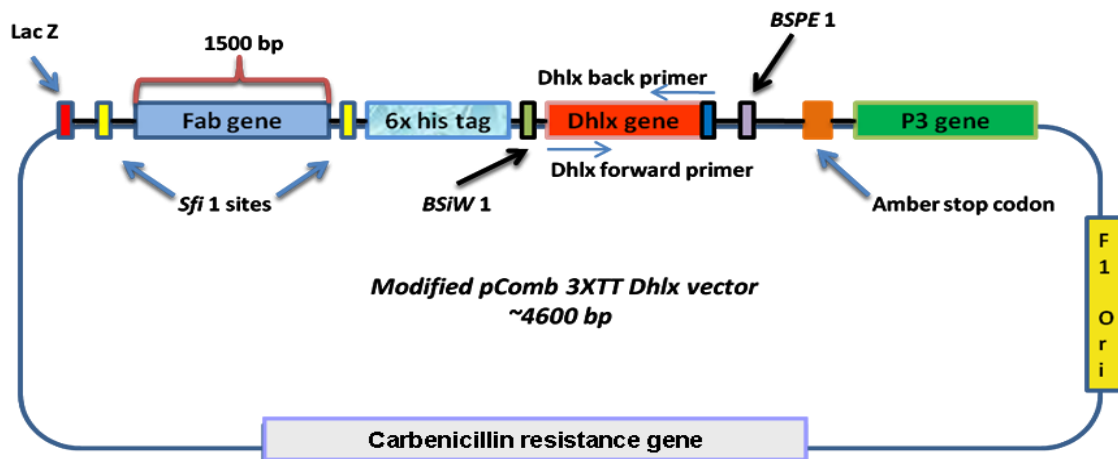 Lac Z
1500 bp
BSPE 1
Dhlx back primer
Fab gene
6x his tag
Dhlx gene
P3 gene
Dhlx forward primer
Sfi 1 sites
BSiW 1
Amber stop codon
F1 Ori
Modified pComb 3XTT Dhlx vector
~4600 bp
Carbenicillin resistance gene